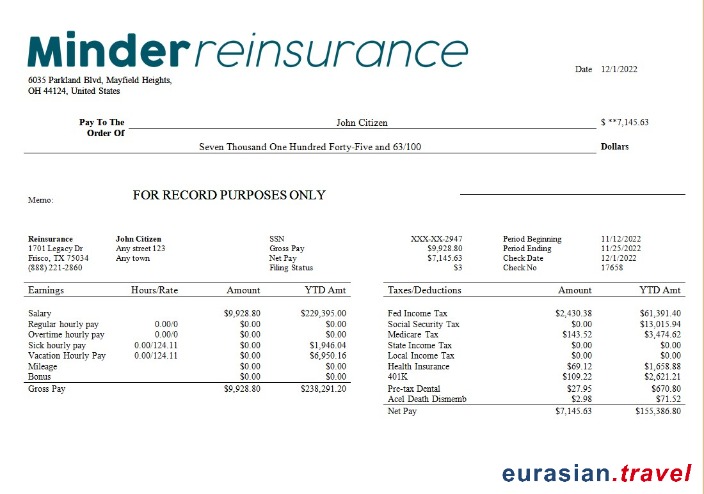 Minder reinsurance
6035 Parkland Blvd, Mayfield Heights,
OH 44124, United States
Date 12/1/2022
Pay To The
Order Of
John Citizen $ **7,145.63
Seven Thousand One Hundred Forty-Five and 63/100 Dollars
Memo: FOR RECORD PURPOSES ONLY
Reinsurance John Citizen SSN XXX-XX-2947 Period Beginning 11/12/2022
1701 Legacy Dr Any street 123 Gross Pay $9,928.80 Period Ending 11/25/2022
Frisco, TX 75034 Any town Net Pay $7,145.63 Check Date 12/1/2022
(888) 221-2860 Filing Status $3 Check No 17658
Earnings Hours/Rate Amount YTD Amt Taxes/Deductions Amount YTD Amt
Salary $9,928.80 $229,395.00 Fed Income Tax $2,430.38 $61,391.40
Regular hourly pay 0.00/0 $0.00 $0.00 Social Security Tax $0.00 $13,015.94
Overtime hourly pay 0.00/0 $0.00 $0.00 Medicare Tax $143.52 $3,474.62
Sick hourly pay 0.00/124.11 $0.00 $1,946.04 State Income Tax $0.00 $0.00
Vacation Hourly Pay 0.00/124.11 $0.00 $6,950.16 Local Income Tax $0.00 $0.00
Mileage $0.00 $0.00 Health Insurance $69.12 $1,658.88
Bonus $0.00 $0.00 401K $109.22 $2,621.21
Gross Pay $9,928.80 $238,291.20 Pre-tax Dental $27.95 $670.80
Acel Death Dismemb $2.98 $71.52
Net Pay $7,145.63 $155,386.80
eurasian.travel